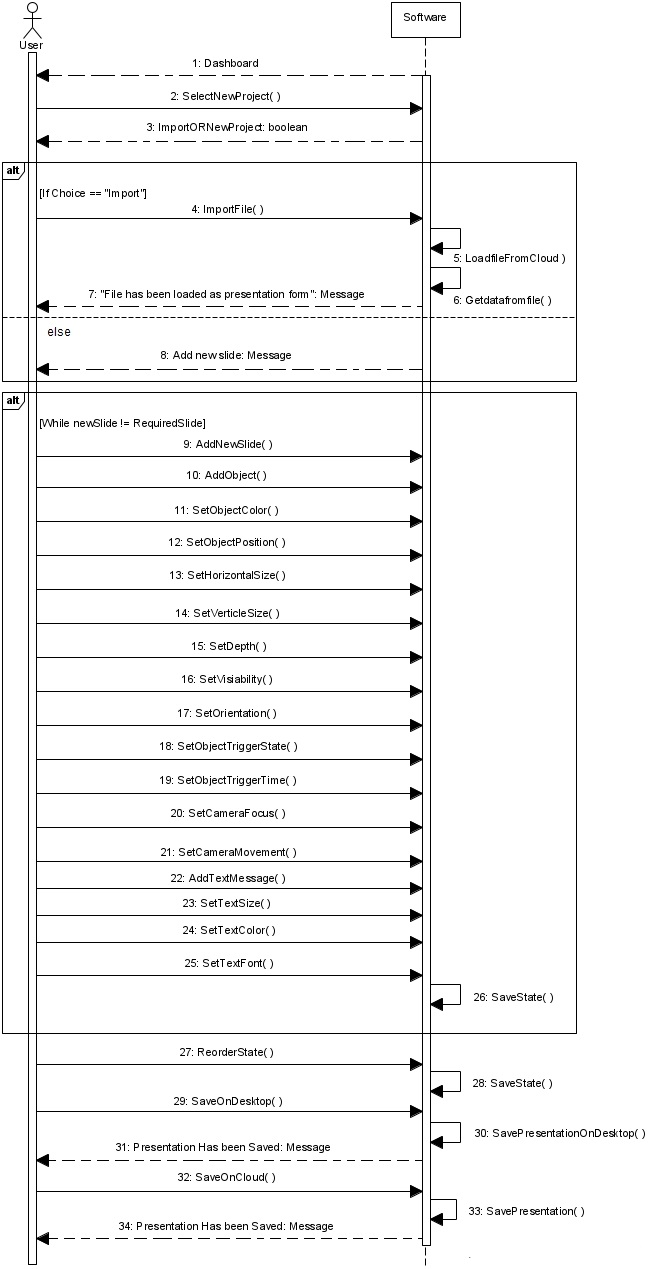 Software
User
1: Dashboard
2: SelectNewProject( )
3: ImportORNewProject: boolean
alt
[If Choice == "Import"]
4: ImportFile( )
5: LoadfileFromCloud )
6: Getdatafromfile( )
7: "File has been loaded as presentation form": Message
else
8: Add new slide: Message
alt
[While newSlide != RequiredSlide]
9: AddNewSlide( )
10: AddObject( )
11: SetObjectColor( )
12: SetObjectPosition( )
13: SetHorizontalSize( )
14: SetVerticleSize( )
15: SetDepth( )
16: SetVisiability( )
17: SetOrientation( )
18: SetObjectTriggerState( )
19: SetObjectTriggerTime( )
20: SetCameraFocus( )
21: SetCameraMovement( )
22: AddTextMessage( )
23: SetTextSize( )
24: SetTextColor( )
25: SetTextFont( )
26: SaveState( )
27: ReorderState( )
28: SaveState( )
29: SaveOnDesktop( )
30: SavePresentationOnDesktop( )
31: Presentation Has been Saved: Message
32: SaveOnCloud( )
33: SavePresentation( )
34: Presentation Has been Saved: Message